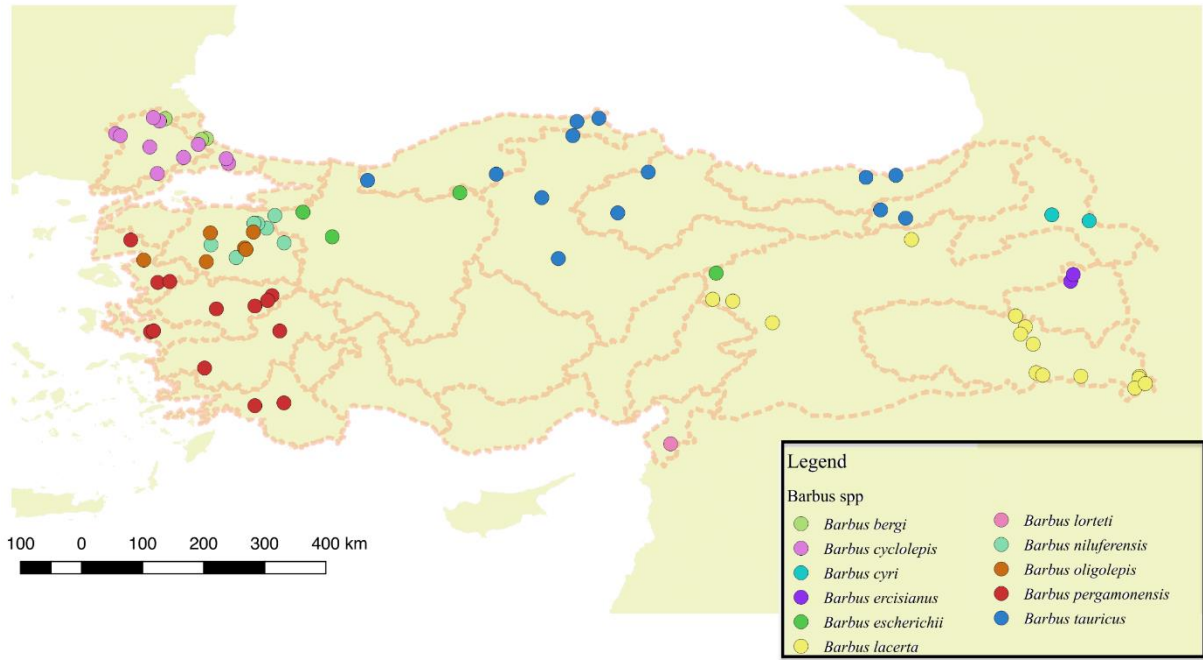 100 0 100 200 300 400 km
Legend
Barbus spp
Barbus bergi
Barbus cyclolepis
Barbus cyri
Barbus ercisianus
Barbus escherichii
Barbus lacerta
Barbus lorteti
Barbus niluferensis
Barbus oligolepis
Barbus pergamonensis
Barbus tauricus